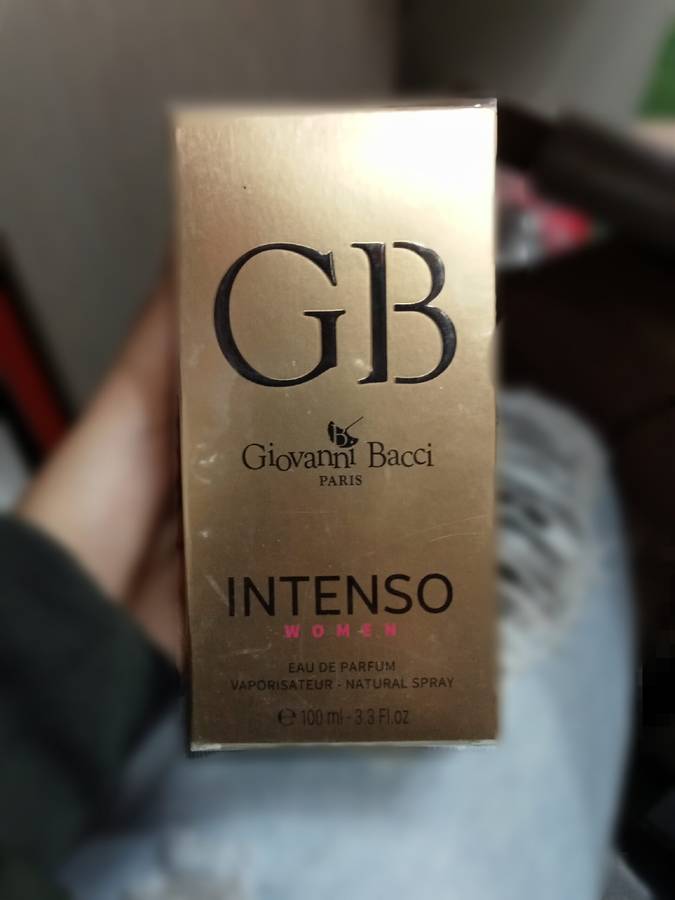 GB
Giovanni Bacci
PARIS
INTENSO
WOMEN
EAU DE PARFUM
VAPORISATEUR - NATURAL SPRAY
℮ 100 ml - 3.3 Fl.oz